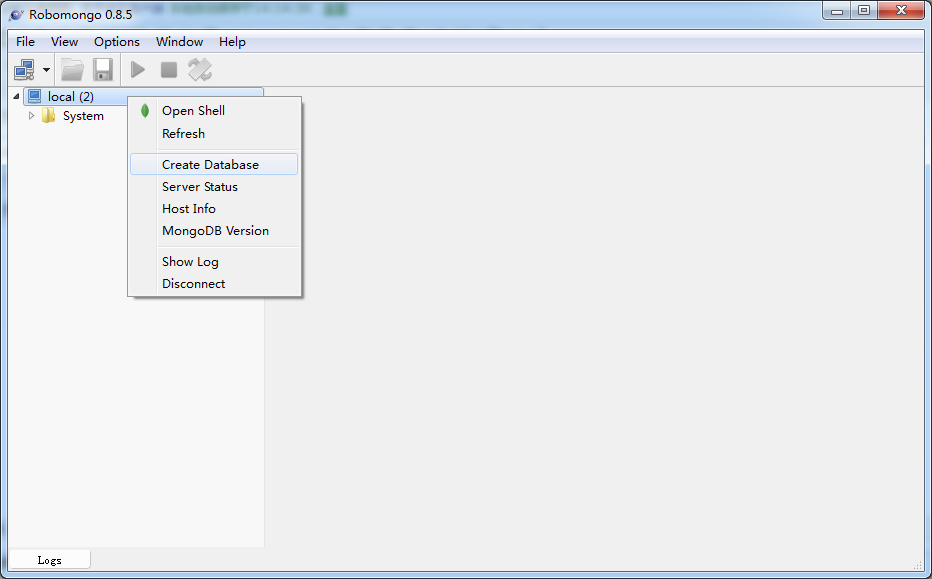 Robomongo 0.8.5
File View Options Window Help
local (2)
System
Open Shell
Refresh
Create Database
Server Status
Host Info
MongoDB Version
Show Log
Disconnect
Logs